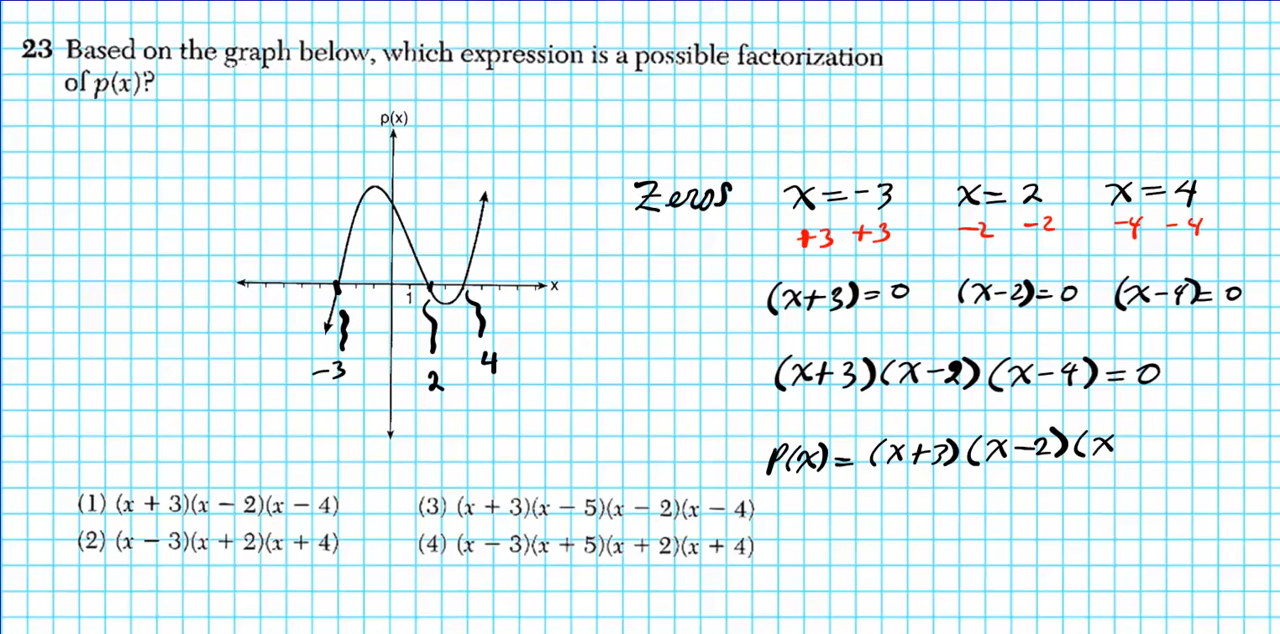 23 Based on the graph below, which expression is a possible factorization
of p(x)?
p(x)
x
1
-3
2
4
Zeros x = -3 x = 2 x = 4
+3 +3 -2 -2 -4 -4
(x+3)=0 (x-2)=0 (x-4)=0
(x+3)(x-2)(x-4)=0
P(x)= (x+3)(x-2)(x
(1) (x + 3)(x − 2)(x − 4) (3) (x + 3)(x − 5)(x − 2)(x − 4)
(2) (x − 3)(x + 2)(x + 4) (4) (x − 3)(x + 5)(x + 2)(x + 4)